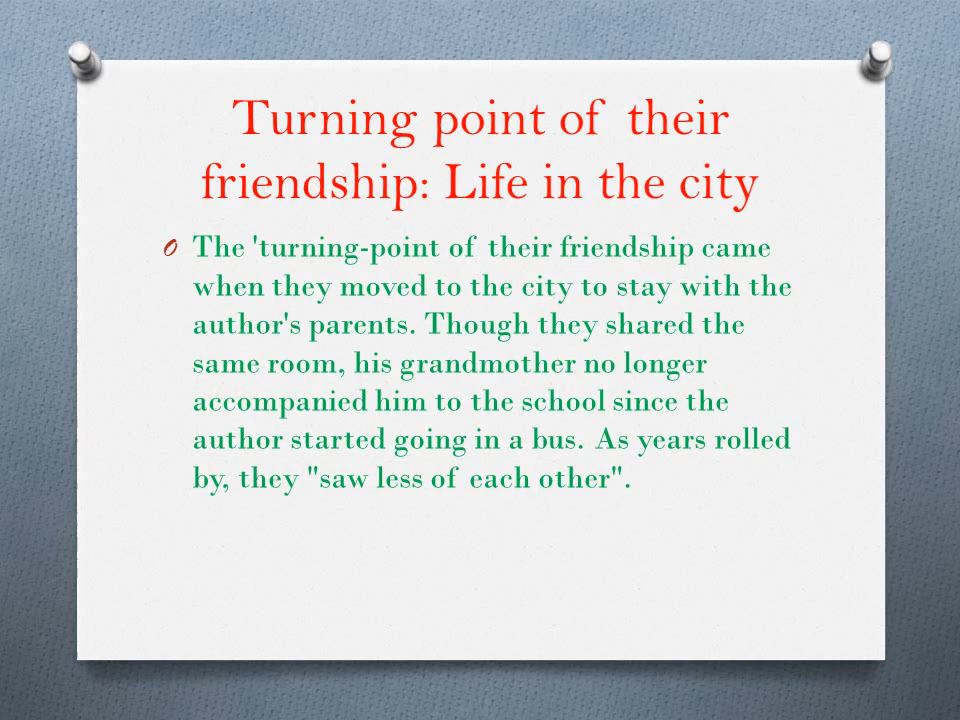 Turning point of their
friendship: Life in the city
The 'turning-point of their friendship came
when they moved to the city to stay with the
author's parents. Though they shared the
same room, his grandmother no longer
accompanied him to the school since the
author started going in a bus. As years rolled
by, they "saw less of each other".